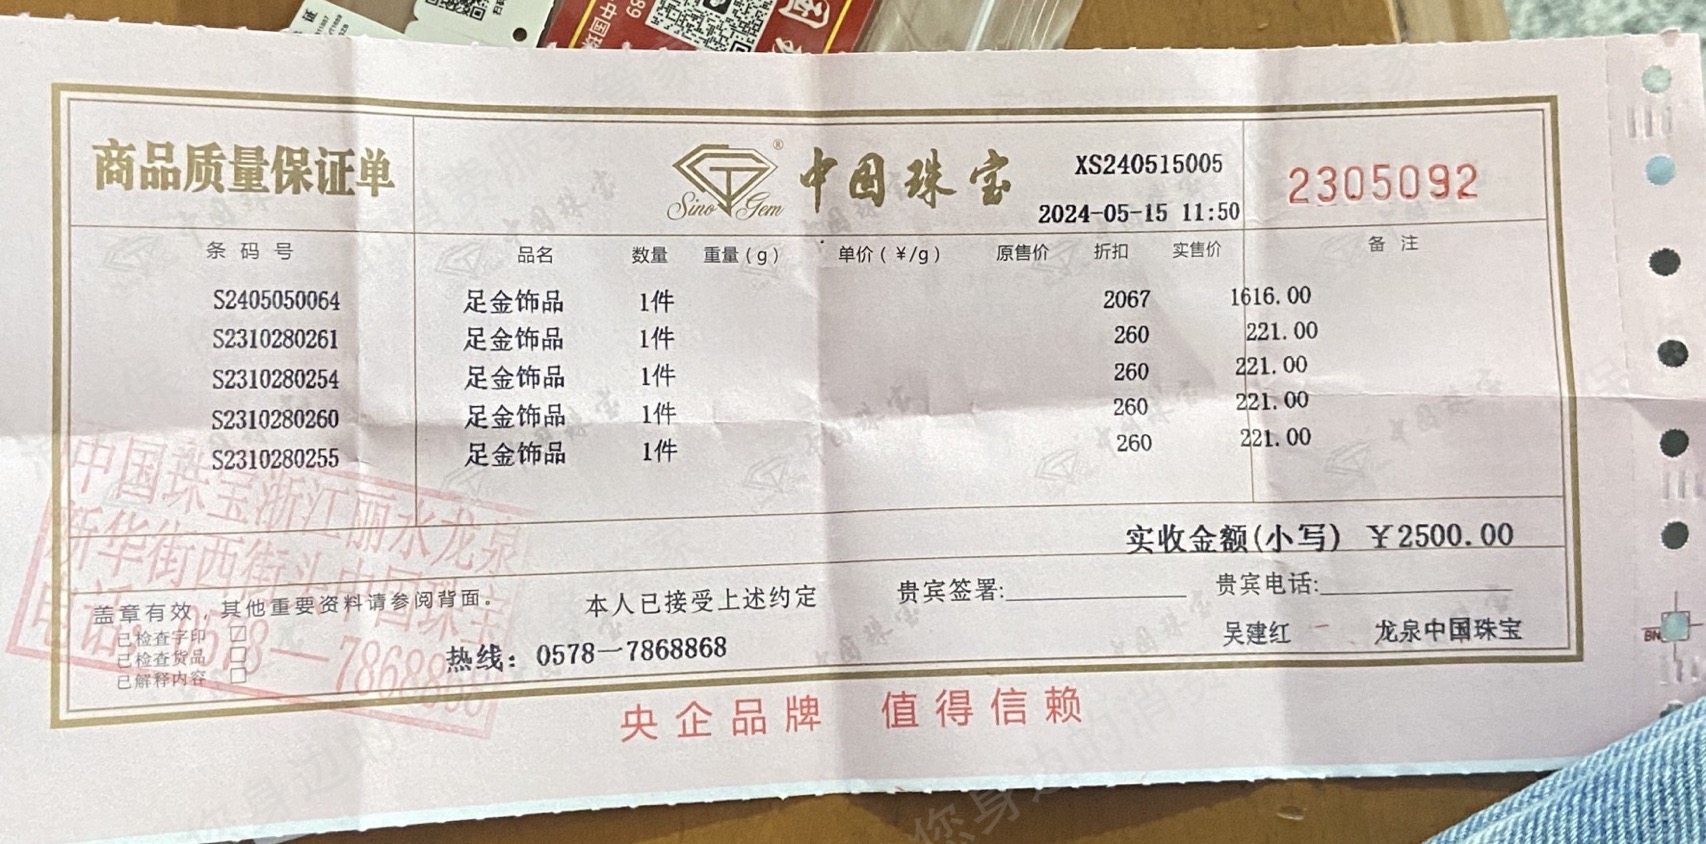 商品质量保证单
Sino Gem
中国珠宝
XS240515005
2024-05-15 11:50
2305092
条码号 品名 数量 重量(g) 单价(￥/g) 原售价 折扣 实售价 备注
S2405050064 足金饰品 1件 2067 1616.00
S2310280261 足金饰品 1件 260 221.00
S2310280254 足金饰品 1件 260 221.00
S2310280260 足金饰品 1件 260 221.00
S2310280255 足金饰品 1件 260 221.00
实收金额(小写) ￥2500.00
中国珠宝浙江丽水龙泉
新华街西街头中国珠宝
电话:0578—7868868
盖章有效，其他重要资料请参阅背面。
本人已接受上述约定 贵宾签署: 贵宾电话:
已检查字印
已检查货品
已解释内容
热线：0578—7868868
吴建红 龙泉中国珠宝
央企品牌 值得信赖